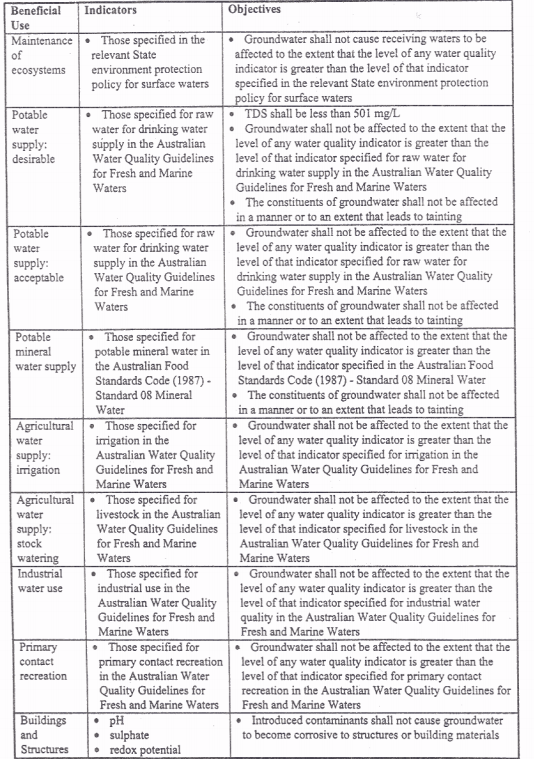 Beneficial
Use
Indicators
Objectives
Maintenance
of
ecosystems
• Those specified in the
relevant State
environment protection
policy for surface waters
• Groundwater shall not cause receiving waters to be
affected to the extent that the level of any water quality
indicator is greater than the level of that indicator
specified in the relevant State environment protection
policy for surface waters
Potable
water
supply:
desirable
• Those specified for raw
water for drinking water
supply in the Australian
Water Quality Guidelines
for Fresh and Marine
Waters
• TDS shall be less than 501 mg/L
• Groundwater shall not be affected to the extent that the
level of any water quality indicator is greater than the
level of that indicator specified for raw water for
drinking water supply in the Australian Water Quality
Guidelines for Fresh and Marine Waters
• The constituents of groundwater shall not be affected
in a manner or to an extent that leads to tainting
Potable
water
supply:
acceptable
• Those specified for raw
water for drinking water
supply in the Australian
Water Quality Guidelines
for Fresh and Marine
Waters
• Groundwater shall not be affected to the extent that the
level of any water quality indicator is greater than the
level of that indicator specified for raw water for
drinking water supply in the Australian Water Quality
Guidelines for Fresh and Marine Waters
• The constituents of groundwater shall not be affected
in a manner or to an extent that leads to tainting
Potable
mineral
water supply
• Those specified for
potable mineral water in
the Australian Food
Standards Code (1987) -
Standard 08 Mineral
Water
• Groundwater shall not be affected to the extent that the
level of any water quality indicator is greater than the
level of that indicator specified in the Australian Food
Standards Code (1987) - Standard 08 Mineral Water
• The constituents of groundwater shall not be affected
in a manner or to an extent that leads to tainting
Agricultural
water
supply:
irrigation
• Those specified for
irrigation in the
Australian Water Quality
Guidelines for Fresh and
Marine Waters
• Groundwater shall not be affected to the extent that the
level of any water quality indicator is greater than the
level of that indicator specified for irrigation in the
Australian Water Quality Guidelines for Fresh and
Marine Waters
Agricultural
water
supply:
stock
watering
• Those specified for
livestock in the Australian
Water Quality Guidelines
for Fresh and Marine
Waters
• Groundwater shall not be affected to the extent that the
level of any water quality indicator is greater than the
level of that indicator specified for livestock in the
Australian Water Quality Guidelines for Fresh and
Marine Waters
Industrial
water use
• Those specified for
industrial use in the
Australian Water Quality
Guidelines for Fresh and
Marine Waters
• Groundwater shall not be affected to the extent that the
level of any water quality indicator is greater than the
level of that indicator specified for industrial water
quality in the Australian Water Quality Guidelines for
Fresh and Marine Waters
Primary
contact
recreation
• Those specified for
primary contact recreation
in the Australian Water
Quality Guidelines for
Fresh and Marine Waters
• Groundwater shall not be affected to the extent that the
level of any water quality indicator is greater than the
level of that indicator specified for primary contact
recreation in the Australian Water Quality Guidelines for
Fresh and Marine Waters
Buildings
and
Structures
• pH
• sulphate
• redox potential
• Introduced contaminants shall not cause groundwater
to become corrosive to structures or building materials